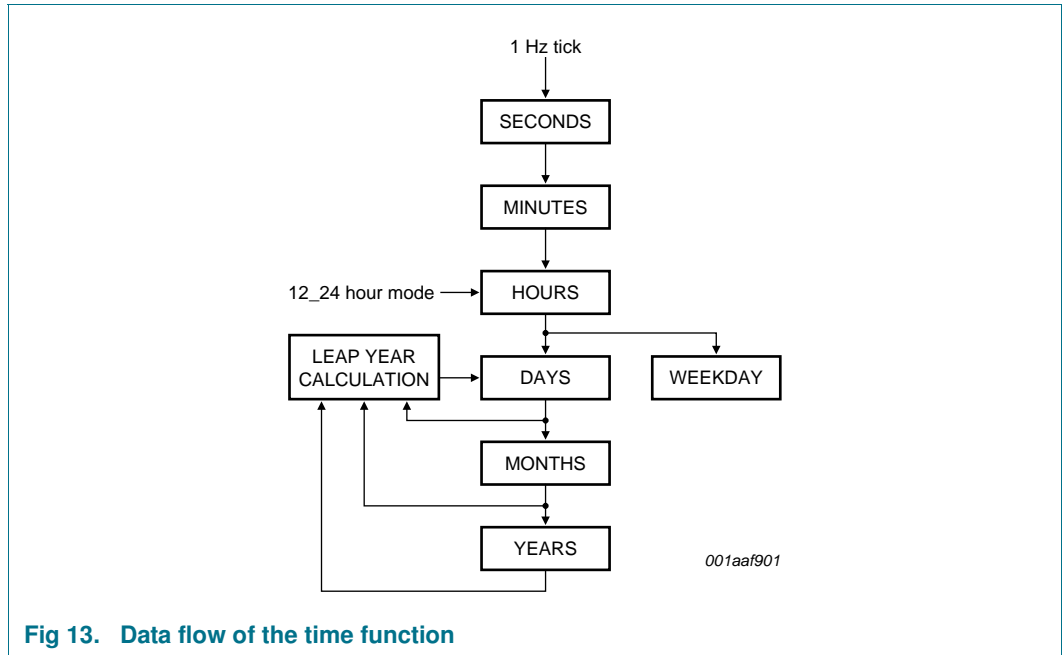 1 Hz tick
SECONDS
MINUTES
12_24 hour mode
HOURS
LEAP YEAR
CALCULATION
DAYS
WEEKDAY
MONTHS
YEARS
001aaf901
Fig 13. Data flow of the time function